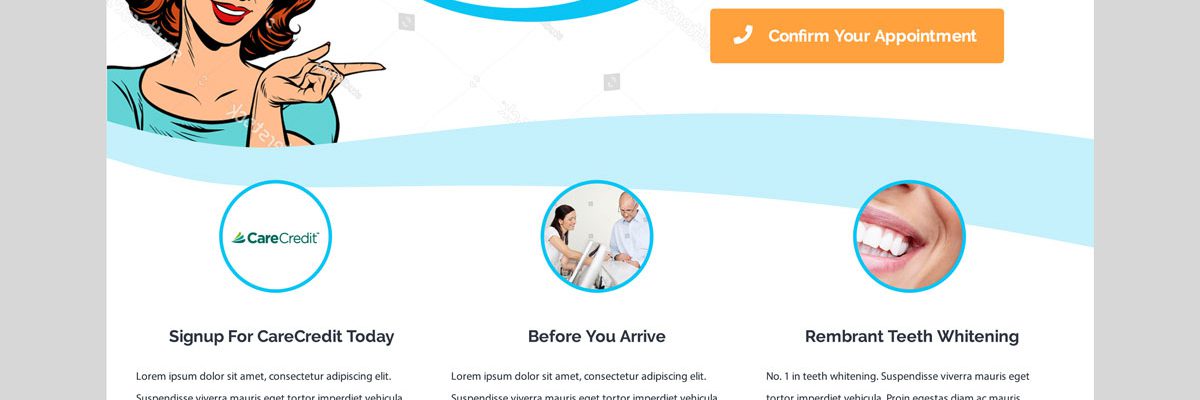 Confirm Your Appointment
CareCredit
Signup For CareCredit Today
Before You Arrive
Rembrant Teeth Whitening
Lorem ipsum dolor sit amet, consectetur adipiscing elit.
Suspendisse viverra mauris eget tortor imperdiet vehicula.
Lorem ipsum dolor sit amet, consectetur adipiscing elit.
Suspendisse viverra mauris eget tortor imperdiet vehicula.
No. 1 in teeth whitening. Suspendisse viverra mauris eget
tortor imperdiet vehicula. Proin egestas diam ac mauris